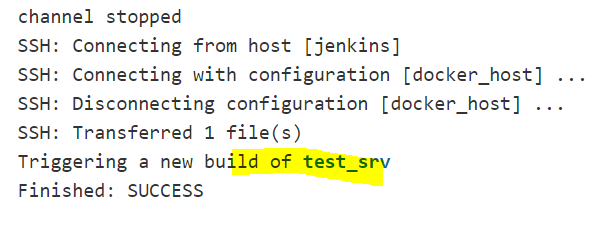 channel stopped
SSH: Connecting from host [jenkins]
SSH: Connecting with configuration [docker_host] ...
SSH: Disconnecting configuration [docker_host] ...
SSH: Transferred 1 file(s)
Triggering a new build of test_srv
Finished: SUCCESS